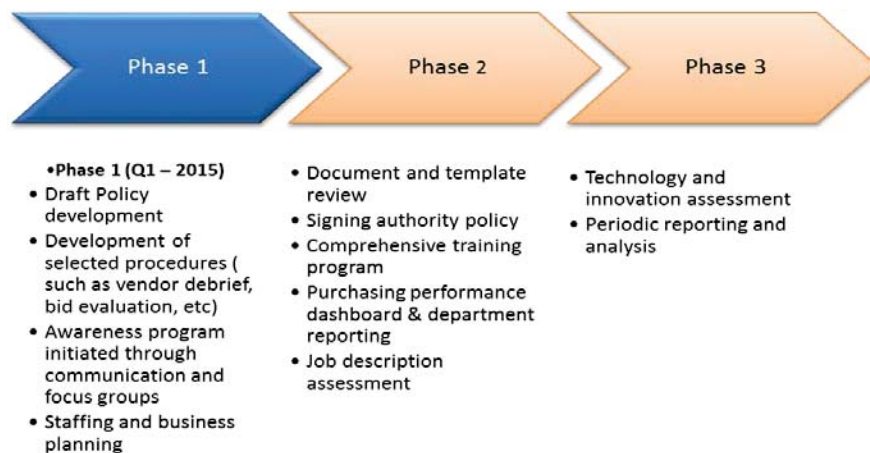 Phase 1
Phase 2
Phase 3
•Phase 1 (Q1 – 2015)
• Draft Policy
development
• Development of
selected procedures (
such as vendor debrief,
bid evaluation, etc)
• Awareness program
initiated through
communication and
focus groups
• Staffing and business
planning
• Document and template
review
• Signing authority policy
• Comprehensive training
program
• Purchasing performance
dashboard & department
reporting
• Job description
assessment
• Technology and
innovation assessment
• Periodic reporting and
analysis